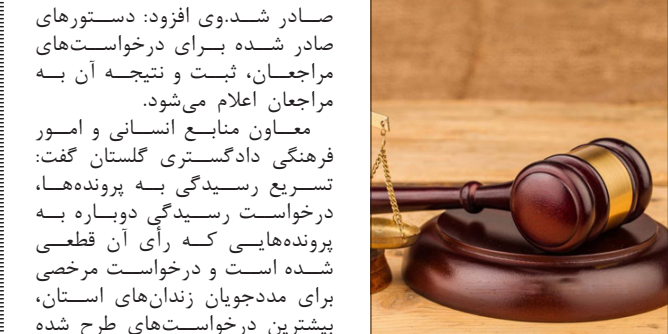 صادر شد.وی افزود: دستورهای
صادر شده برای درخواست‌های
مراجعان، ثبت و نتیجه آن به
مراجعان اعلام می‌شود.
معاون منابع انسانی و امور
فرهنگی دادگستری گلستان گفت:
تسریع رسیدگی به پرونده‌ها،
درخواست رسیدگی دوباره به
پرونده‌هایی که رأی آن قطعی
شده است و درخواست مرخصی
برای مددجویان زندان‌های استان،
بیشترین درخواست‌های طرح شده